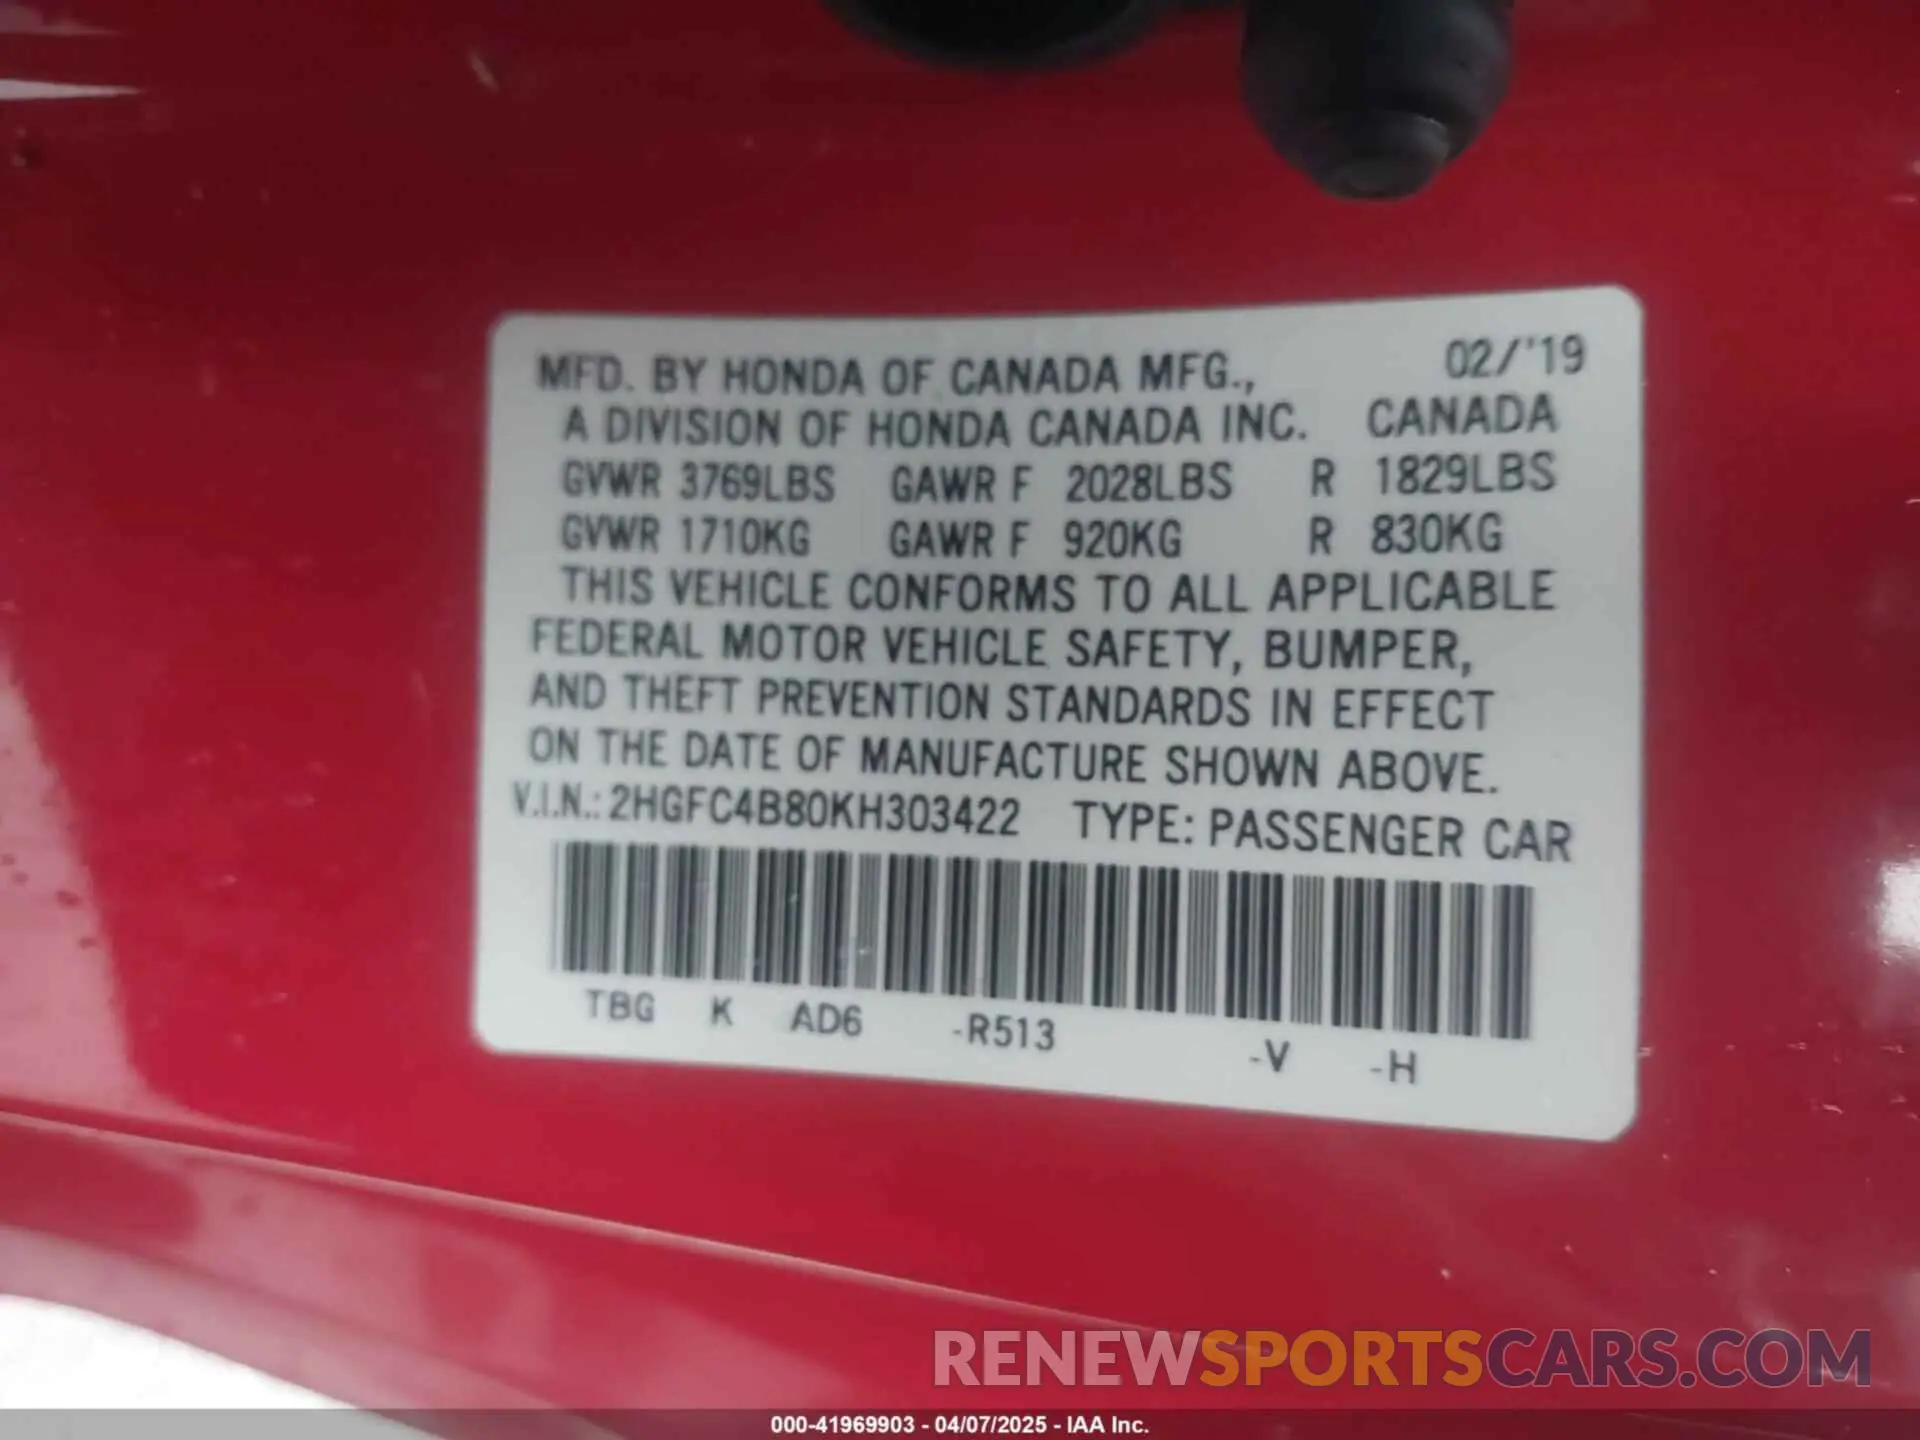 MFD. BY HONDA OF CANADA MFG., 02/'19
A DIVISION OF HONDA CANADA INC. CANADA
GVWR 3769LBS GAWR F 2028LBS R 1829LBS
GVWR 1710KG GAWR F 920KG R 830KG
THIS VEHICLE CONFORMS TO ALL APPLICABLE
FEDERAL MOTOR VEHICLE SAFETY, BUMPER,
AND THEFT PREVENTION STANDARDS IN EFFECT
ON THE DATE OF MANUFACTURE SHOWN ABOVE.
V.I.N.: 2HGFC4B80KH303422 TYPE: PASSENGER CAR
TBG K AD6 -R513 -V -H
RENEWSPORTSCARS.COM
000-41969903 - 04/07/2025 - IAA Inc.